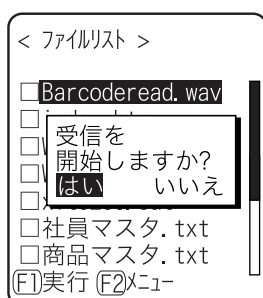 < ﾌｧｲﾙﾘｽﾄ >
□Barcoderead.wav
受信を
開始しますか?
はい いいえ
□社員マスタ.txt
□商品マスタ.txt
F1実行 F2ﾒﾆｭｰ